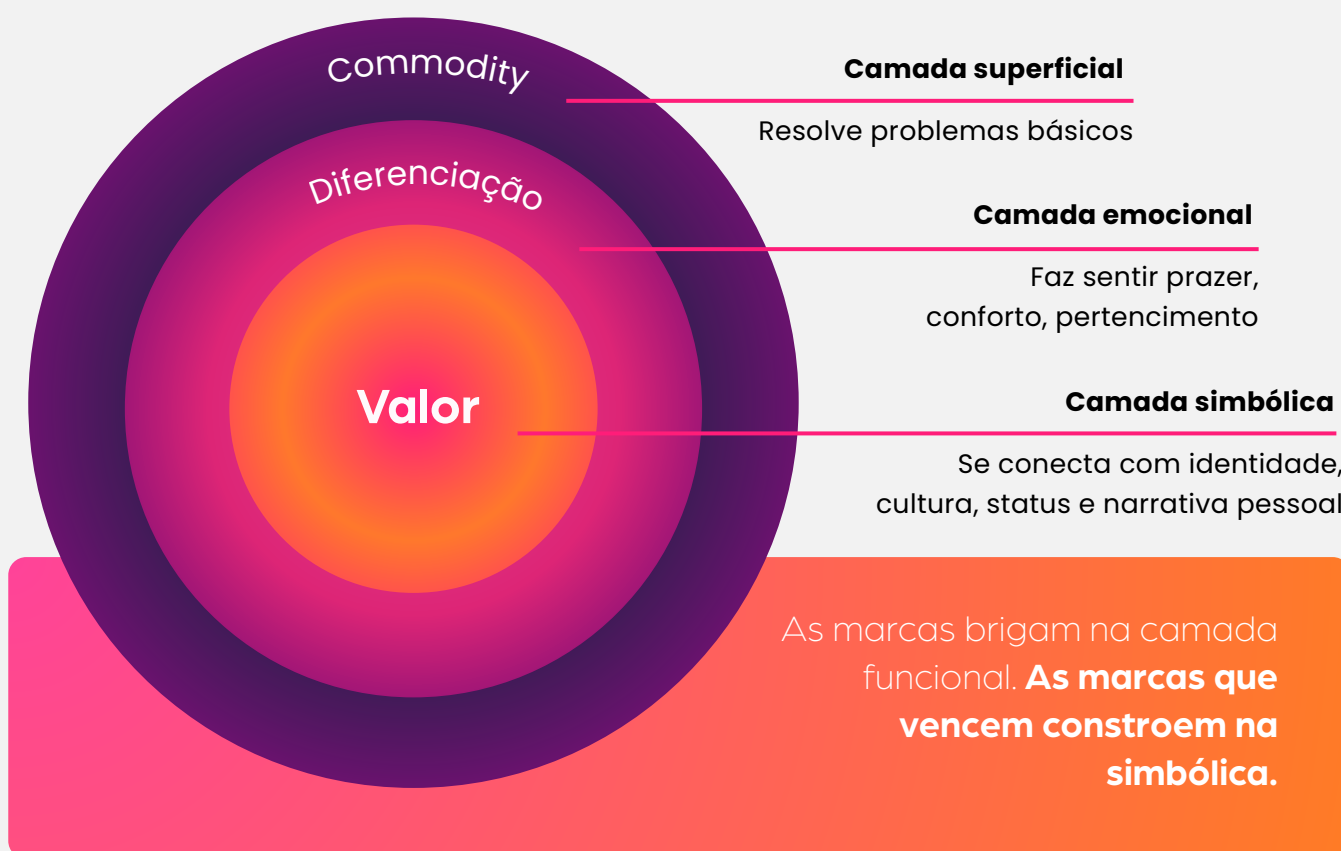 Commodity
Diferenciação
Valor
Camada superficial
Resolve problemas básicos
Camada emocional
Faz sentir prazer,
conforto, pertencimento
Camada simbólica
Se conecta com identidade,
cultura, status e narrativa pessoal
As marcas brigam na camada
funcional. As marcas que
vencem constroem na
simbólica.